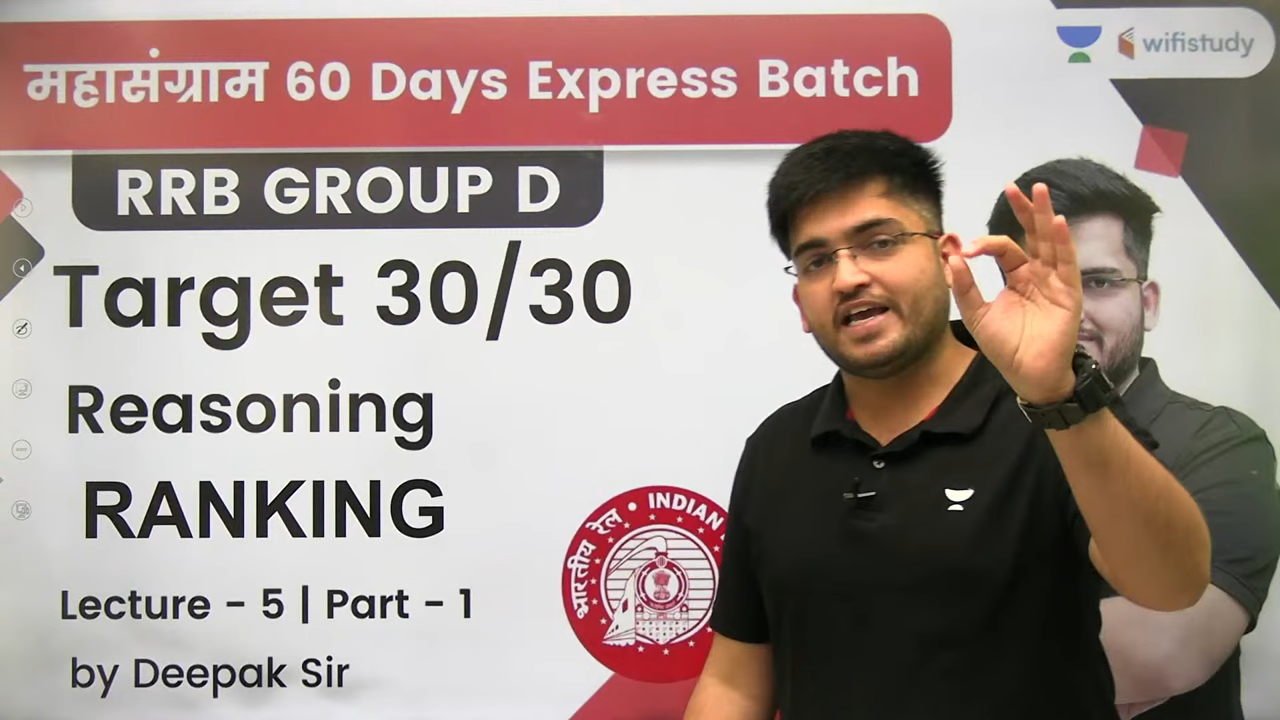 महासंग्राम 60 Days Express Batch
wifistudy
RRB GROUP D
Target 30/30
Reasoning
RANKING
Lecture - 5 | Part - 1
by Deepak Sir
भारतीय रेल • INDIAN